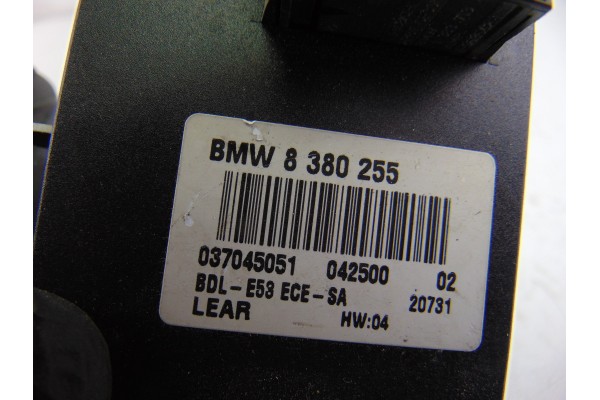 BMW 8 380 255
037045051 042500 02
BDL-E53 ECE-SA 20731
LEAR HW:04